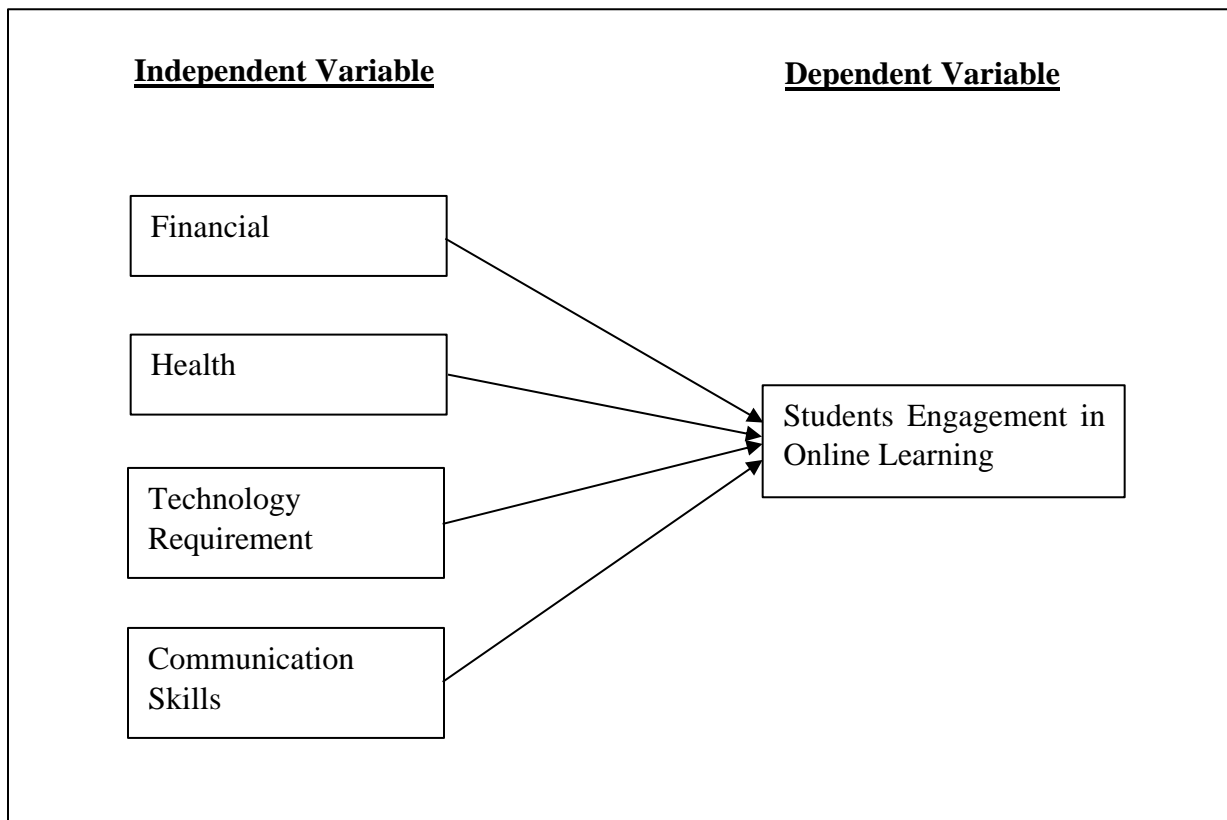 Independent Variable
Dependent Variable
Financial
Health
Technology
Requirement
Communication
Skills
Students Engagement in
Online Learning